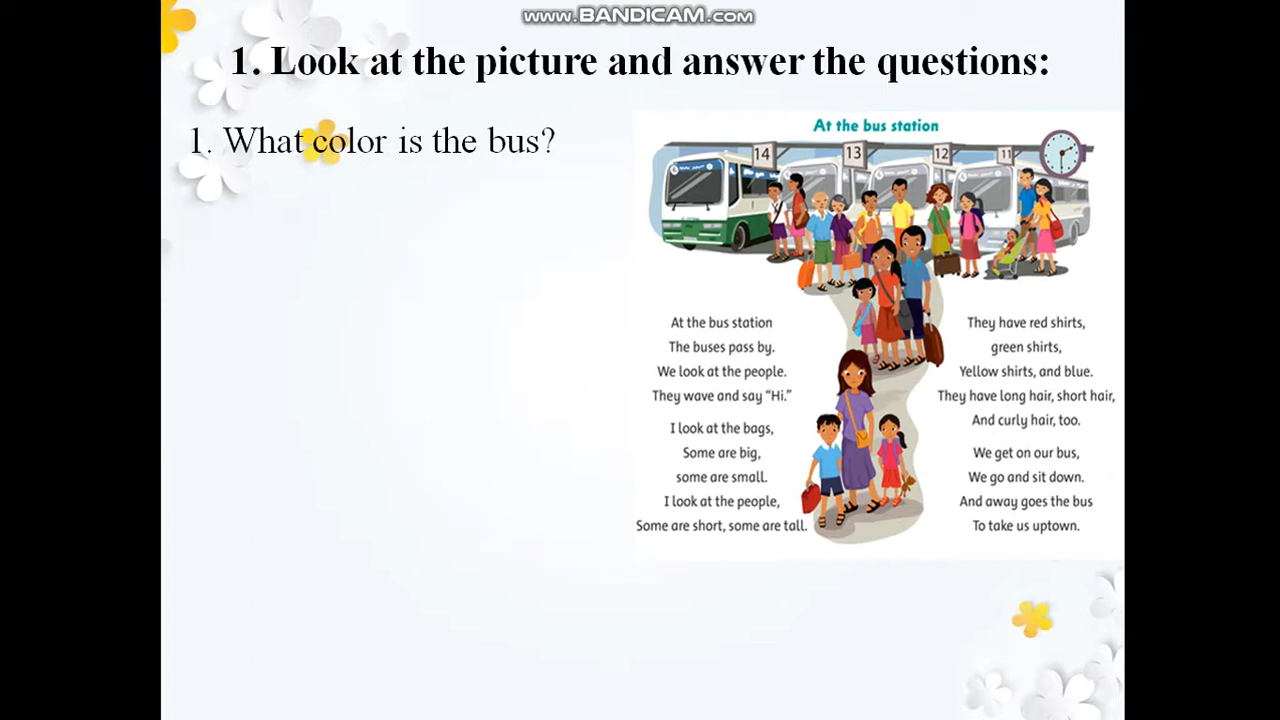 www.BANDICAM.com
1. Look at the picture and answer the questions:
1. What color is the bus?
At the bus station
14
13
12
11
At the bus station
The buses pass by.
We look at the people.
They wave and say “Hi.”
I look at the bags,
Some are big,
some are small.
I look at the people,
Some are short, some are tall.
They have red shirts,
green shirts,
Yellow shirts, and blue.
They have long hair, short hair,
And curly hair, too.
We get on our bus,
We go and sit down.
And away goes the bus
To take us uptown.